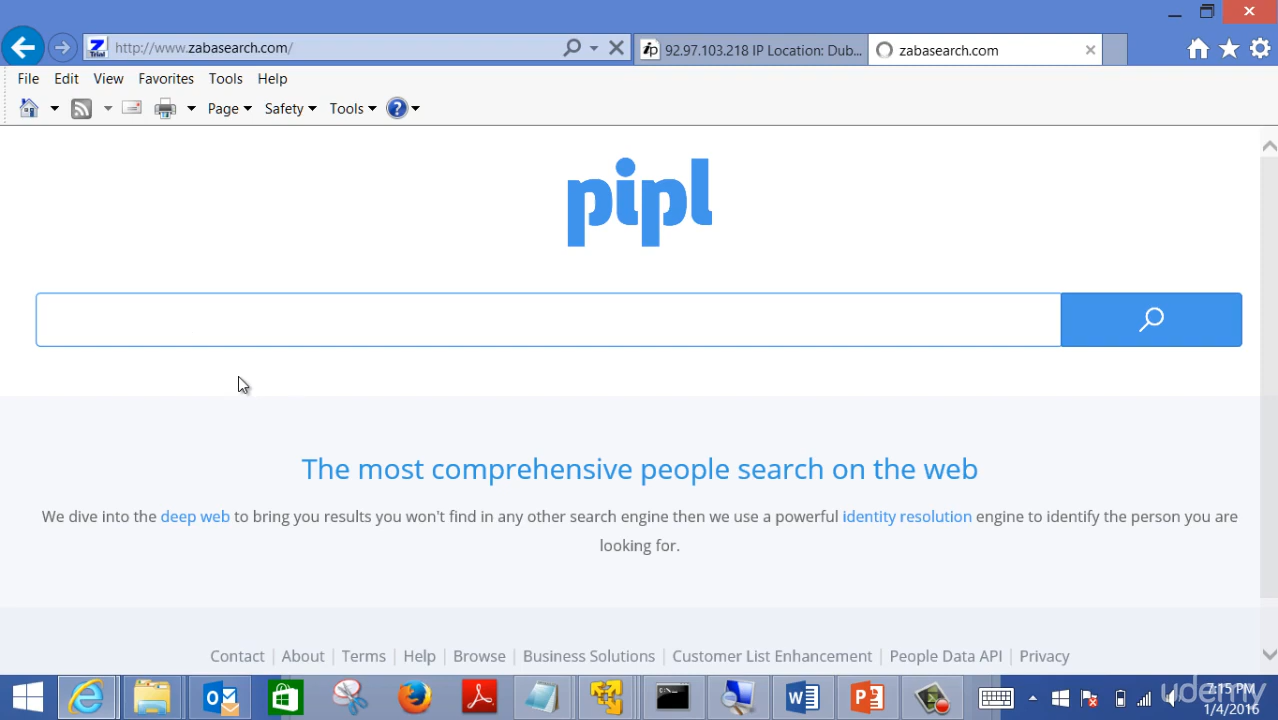 http://www.zabasearch.com/
92.97.103.218 IP Location: Dub...
zabasearch.com
File Edit View Favorites Tools Help
Page Safety Tools
pipl
The most comprehensive people search on the web
We dive into the deep web to bring you results you won't find in any other search engine then we use a powerful identity resolution engine to identify the person you are
looking for.
Contact | About | Terms | Help | Browse | Business Solutions | Customer List Enhancement | People Data API | Privacy
7:15 PM
1/4/2016
udemy